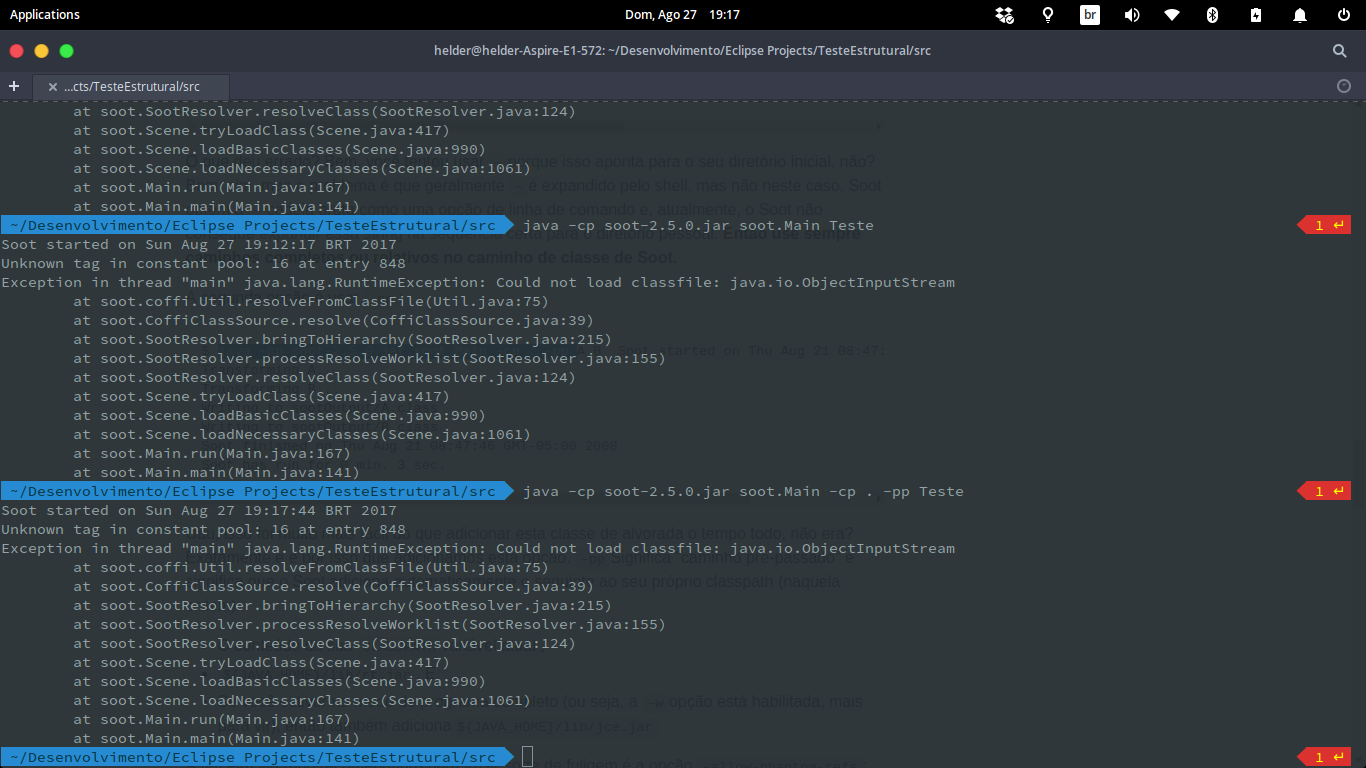 Applications
Dom, Ago 27 19:17
br
helder@helder-Aspire-E1-572: ~/Desenvolvimento/Eclipse Projects/TesteEstrutural/src
...cts/TesteEstrutural/src
at soot.SootResolver.resolveClass(SootResolver.java:124)
at soot.Scene.tryLoadClass(Scene.java:417)
at soot.Scene.loadBasicClasses(Scene.java:990)
at soot.Scene.loadNecessaryClasses(Scene.java:1061)
at soot.Main.run(Main.java:167)
at soot.Main.main(Main.java:141)
~/Desenvolvimento/Eclipse Projects/TesteEstrutural/src java -cp soot-2.5.0.jar soot.Main Teste 1 ↵
Soot started on Sun Aug 27 19:12:17 BRT 2017
Unknown tag in constant pool: 16 at entry 848
Exception in thread "main" java.lang.RuntimeException: Could not load classfile: java.io.ObjectInputStream
at soot.coffi.Util.resolveFromClassFile(Util.java:75)
at soot.CoffiClassSource.resolve(CoffiClassSource.java:39)
at soot.SootResolver.bringToHierarchy(SootResolver.java:215)
at soot.SootResolver.processResolveWorklist(SootResolver.java:155)
at soot.SootResolver.resolveClass(SootResolver.java:124)
at soot.Scene.tryLoadClass(Scene.java:417)
at soot.Scene.loadBasicClasses(Scene.java:990)
at soot.Scene.loadNecessaryClasses(Scene.java:1061)
at soot.Main.run(Main.java:167)
at soot.Main.main(Main.java:141)
~/Desenvolvimento/Eclipse Projects/TesteEstrutural/src java -cp soot-2.5.0.jar soot.Main -cp . -pp Teste 1 ↵
Soot started on Sun Aug 27 19:17:44 BRT 2017
Unknown tag in constant pool: 16 at entry 848
Exception in thread "main" java.lang.RuntimeException: Could not load classfile: java.io.ObjectInputStream
at soot.coffi.Util.resolveFromClassFile(Util.java:75)
at soot.CoffiClassSource.resolve(CoffiClassSource.java:39)
at soot.SootResolver.bringToHierarchy(SootResolver.java:215)
at soot.SootResolver.processResolveWorklist(SootResolver.java:155)
at soot.SootResolver.resolveClass(SootResolver.java:124)
at soot.Scene.tryLoadClass(Scene.java:417)
at soot.Scene.loadBasicClasses(Scene.java:990)
at soot.Scene.loadNecessaryClasses(Scene.java:1061)
at soot.Main.run(Main.java:167)
at soot.Main.main(Main.java:141)
~/Desenvolvimento/Eclipse Projects/TesteEstrutural/src 1 ↵